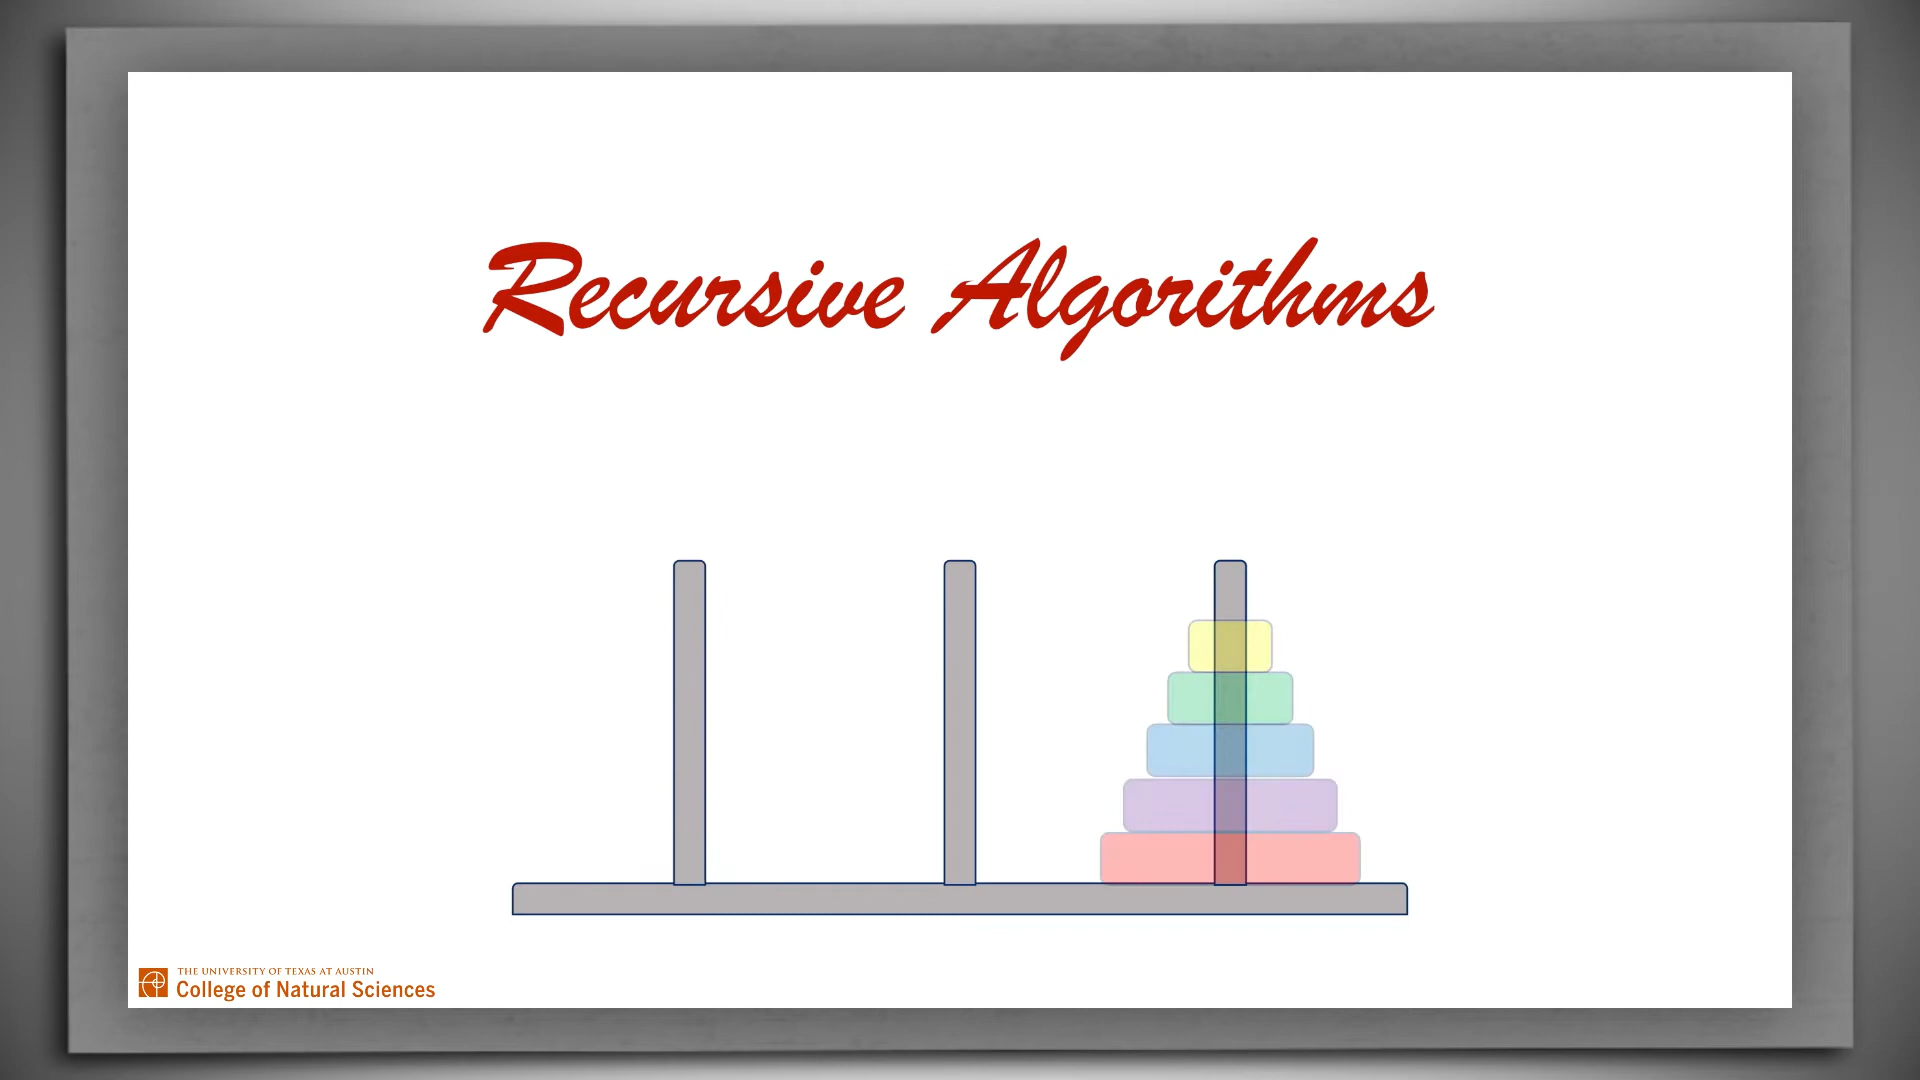 Recursive Algorithms
THE UNIVERSITY OF TEXAS AT AUSTIN
College of Natural Sciences